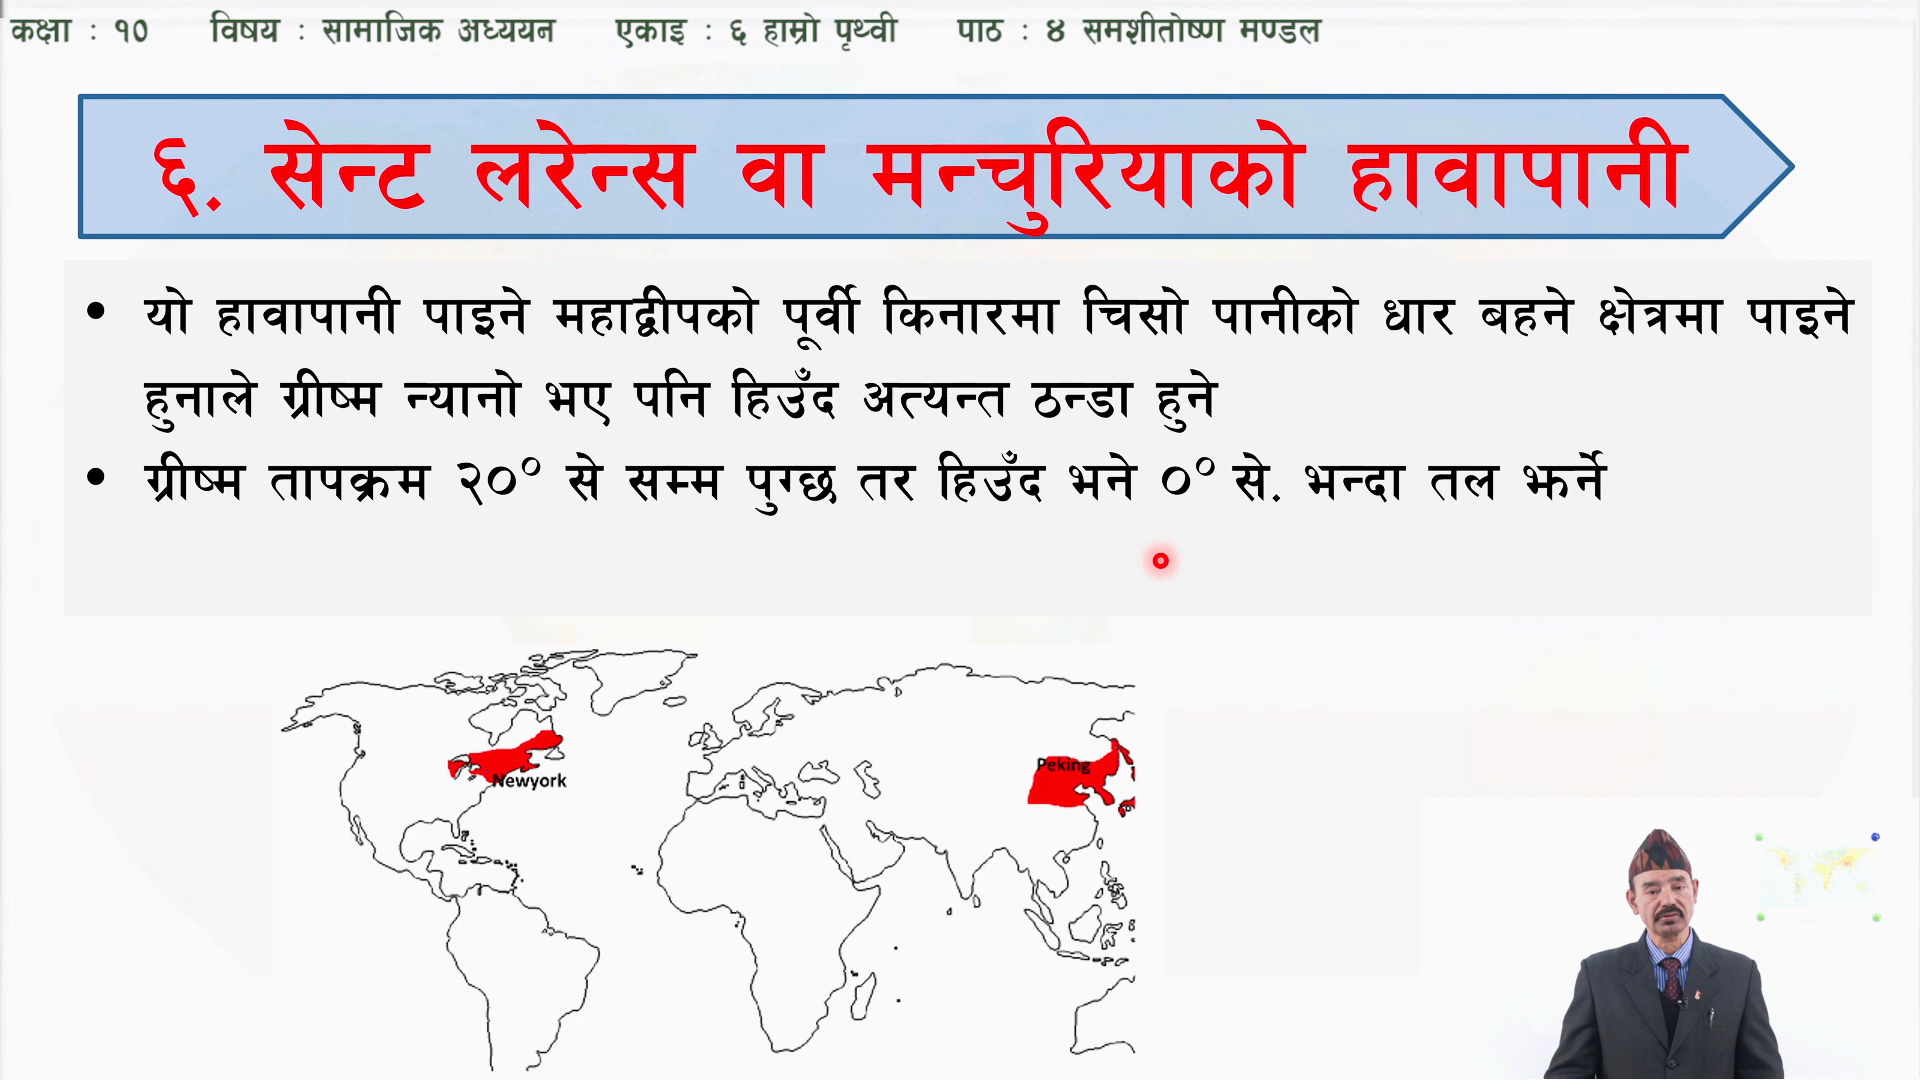 कक्षा : १० विषय : सामाजिक अध्ययन एकाइ : ६ हाम्रो पृथ्वी पाठ : ४ समशीतोष्ण मण्डल
६. सेन्ट लरेन्स वा मन्चुरियाको हावापानी
• यो हावापानी पाइने महाद्वीपको पूर्वी किनारमा चिसो पानीको धार बहने क्षेत्रमा पाइने
हुनाले ग्रीष्म न्यानो भए पनि हिउँद अत्यन्त ठन्डा हुने
• ग्रीष्म तापक्रम २०° से सम्म पुग्छ तर हिउँद भने ०° से. भन्दा तल झर्ने
Peking
Newyork